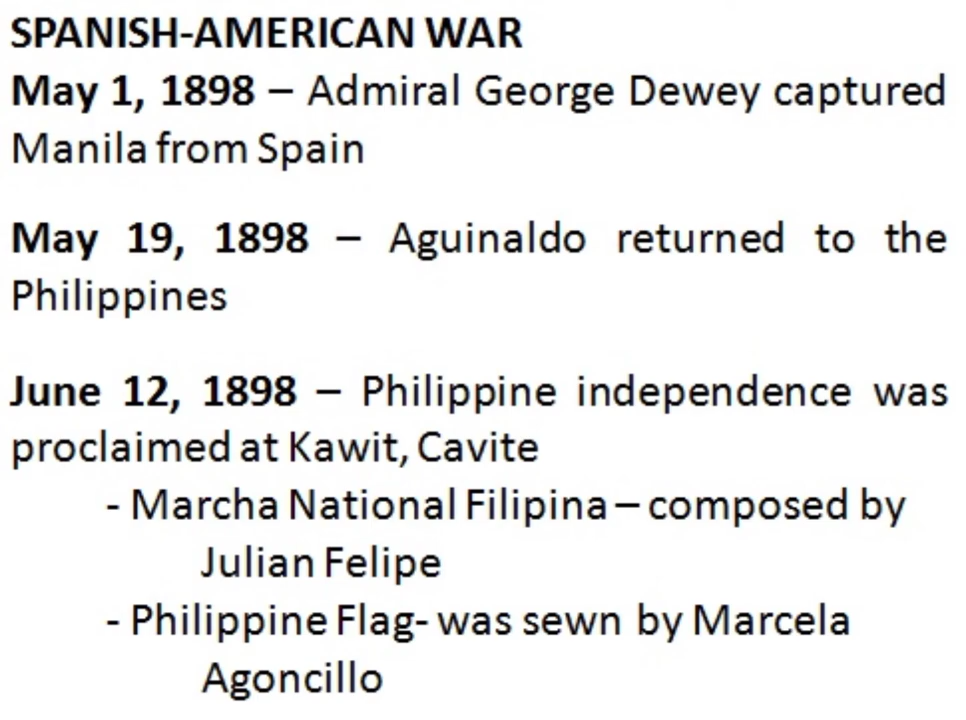 SPANISH-AMERICAN WAR
May 1, 1898 – Admiral George Dewey captured
Manila from Spain
May 19, 1898 – Aguinaldo returned to the
Philippines
June 12, 1898 – Philippine independence was
proclaimed at Kawit, Cavite
- Marcha National Filipina – composed by
Julian Felipe
- Philippine Flag- was sewn by Marcela
Agoncillo